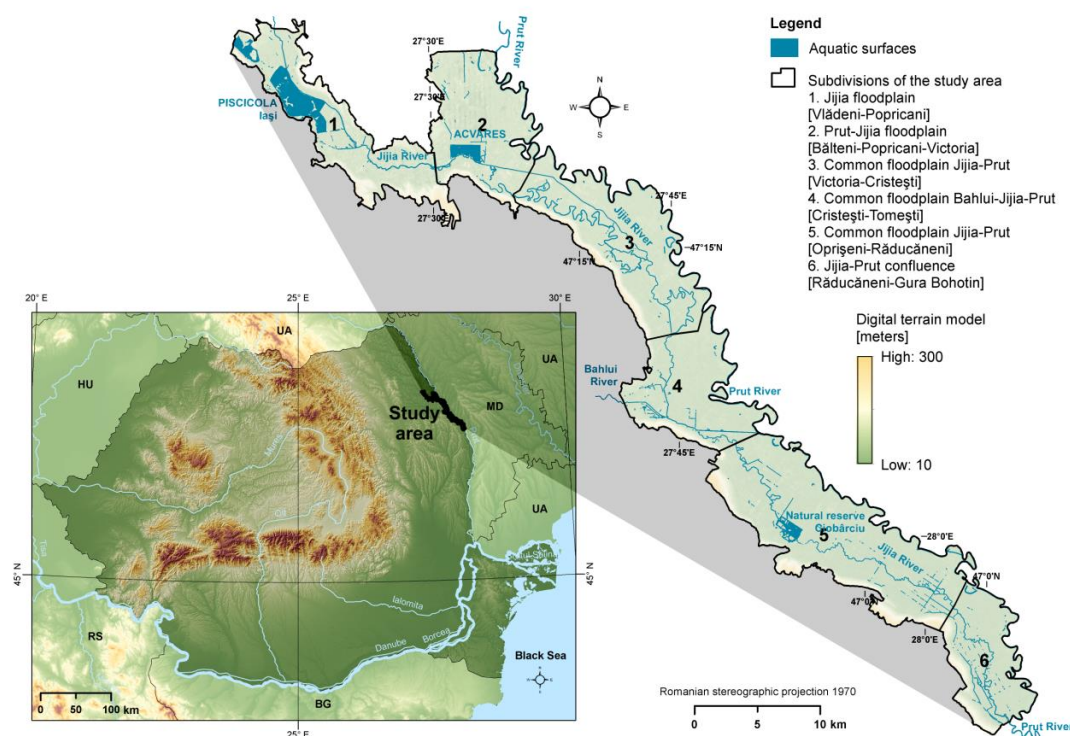 Prut River
27°30'E
27°30'E
PISCICOLA
Iași
1
Jijia River
ACVARES
2
N
W
E
S
27°30'E
27°45'E
Jijia River
3
47°15'N
47°15'N
Bahlui
River
4
Prut River
27°45'E
Natural reserve
Ciobârciu
5
Jijia River
28°0'E
47°0'N
28°0'E
6
Prut River
Legend
Aquatic surfaces
Subdivisions of the study area
1. Jijia floodplain
[Vlădeni-Popricani]
2. Prut-Jijia floodplain
[Bălteni-Popricani-Victoria]
3. Common floodplain Jijia-Prut
[Victoria-Cristești]
4. Common floodplain Bahlui-Jijia-Prut
[Cristești-Tomești]
5. Common floodplain Jijia-Prut
[Oprișeni-Răducăneni]
6. Jijia-Prut confluence
[Răducăneni-Gura Bohotin]
Digital terrain model
[meters]
High: 300
Low: 10
Romanian stereographic projection 1970
0 5 10 km
20° E
25° E
30° E
UA
UA
HU
MD
Study
area
UA
45° N
45° N
Olt
Ialomita
Danube
Borcea
RS
Black Sea
BG
0 50 100 km
25° E